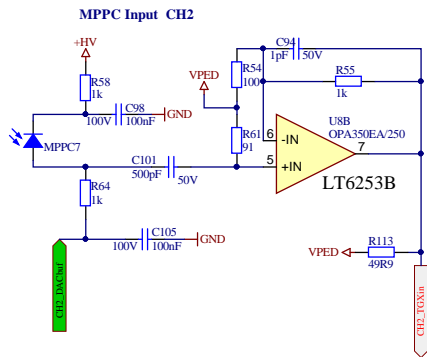 MPPC Input CH2
+HV
R58
1k
C98
100V
100nF
GND
MPPC7
R64
1k
C101
500pF
50V
C105
100V
100nF
GND
CH2_DACbuf
C94
1pF
50V
R54
100
VPED
R55
1k
R61
91
U8B
OPA350EA/250
6
-IN
7
5
+IN
LT6253B
VPED
R113
49R9
CH2_TGXin